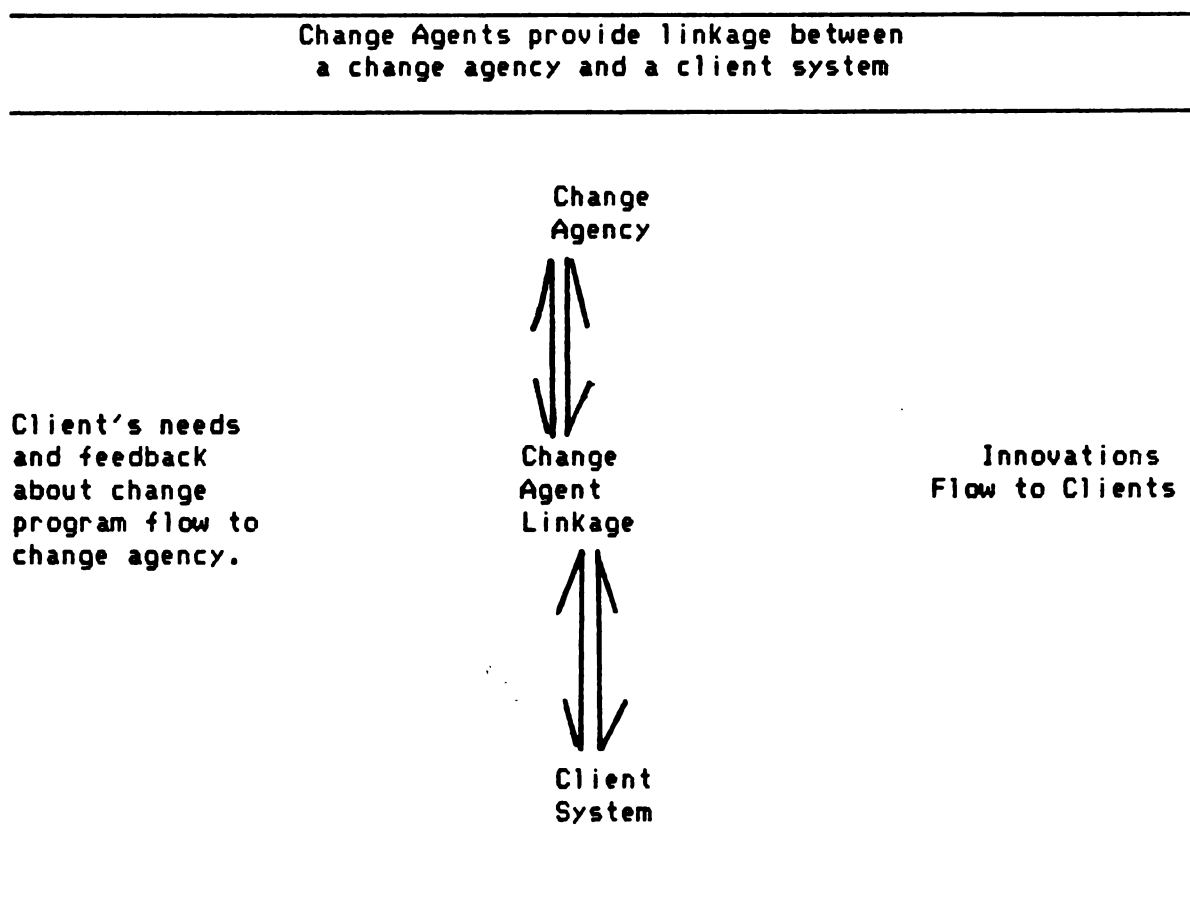 Change Agents provide linkage between
a change agency and a client system
Change
Agency
Client's needs
and feedback
about change
program flow to
change agency.
Change
Agent
Linkage
Innovations
Flow to Clients
Client
System